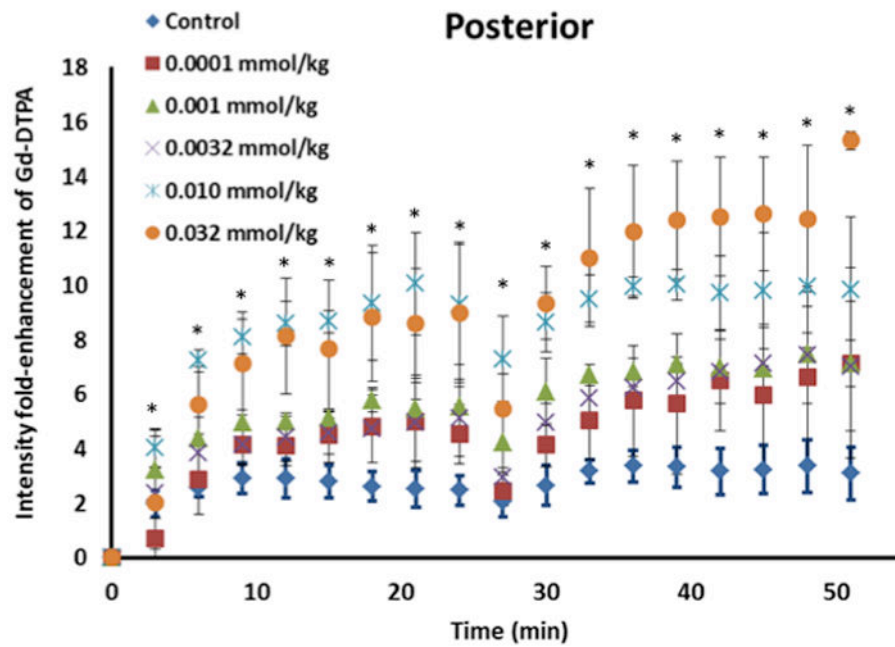 Posterior
Control
0.0001 mmol/kg
0.001 mmol/kg
0.0032 mmol/kg
0.010 mmol/kg
0.032 mmol/kg
Intensity fold-enhancement of Gd-DTPA
18
16
14
12
10
8
6
4
2
0
* * * * * * * * * * * * * * * * *
0 10 20 30 40 50
Time (min)